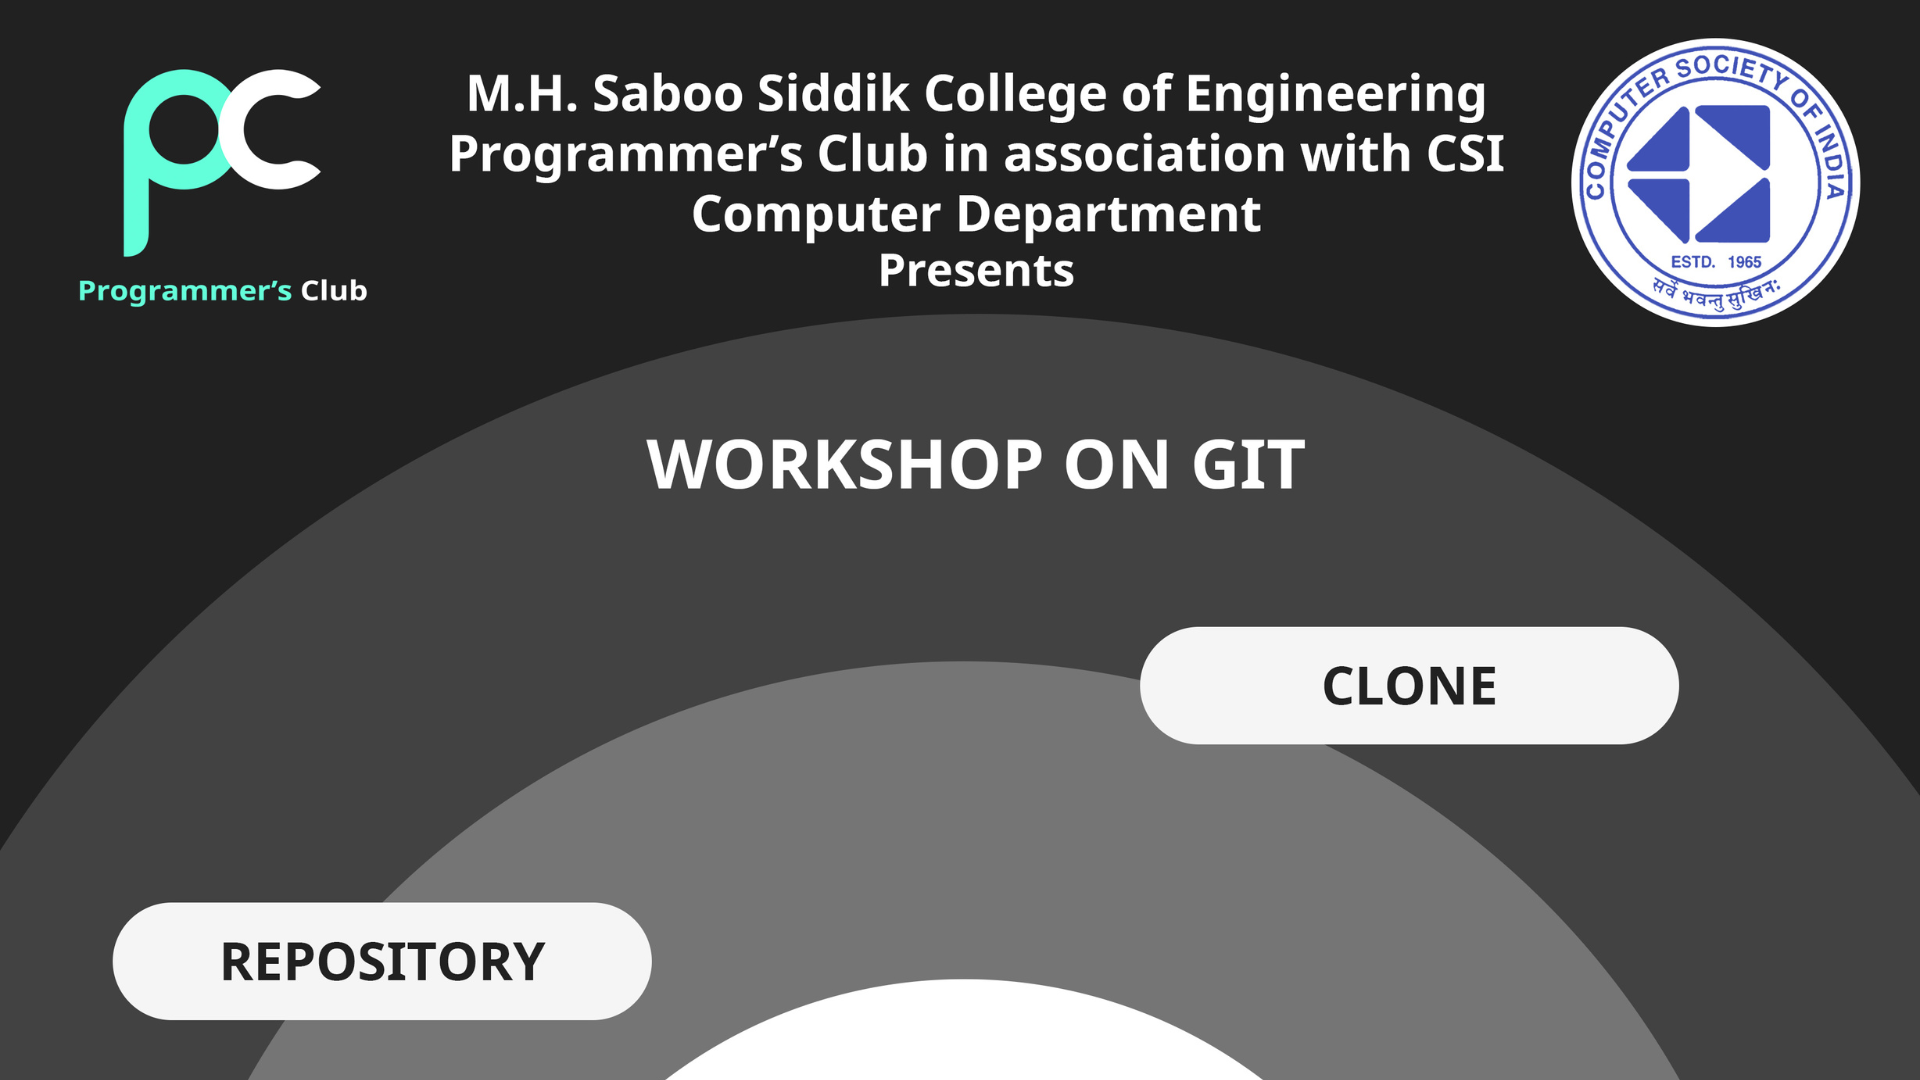 M.H. Saboo Siddik College of Engineering
Programmer’s Club in association with CSI
Computer Department
Presents
pc
Programmer’s Club
COMPUTER SOCIETY OF INDIA
ESTD. 1965
सर्वे भवन्तु सुखिनः
WORKSHOP ON GIT
CLONE
REPOSITORY